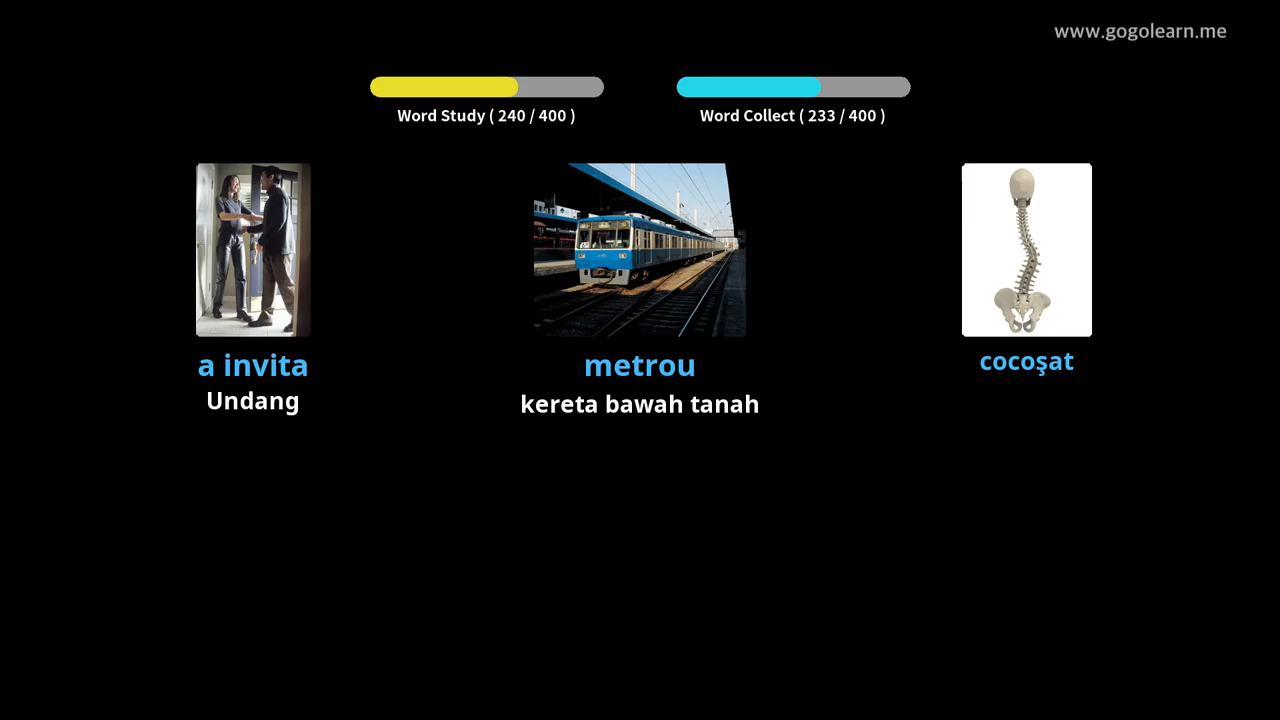 www.gogolearn.me
Word Study ( 240 / 400 )
Word Collect ( 233 / 400 )
a invita
Undang
metrou
kereta bawah tanah
cocoşat